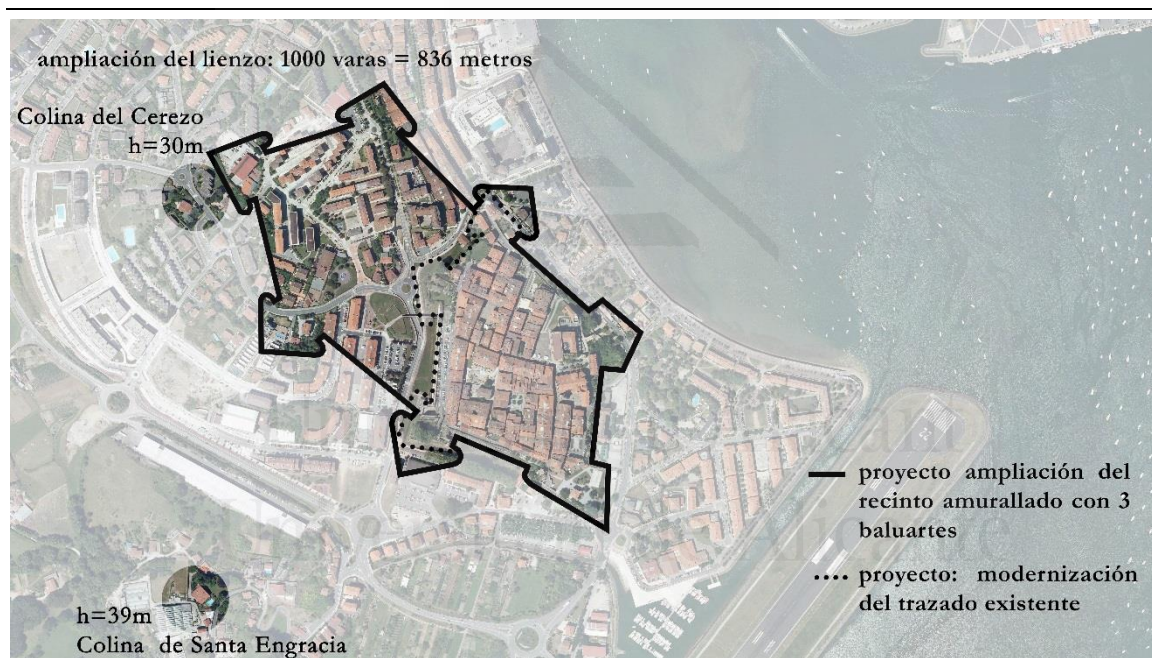 ampliación del lienzo: 1000 varas = 836 metros
Colina del Cerezo
h=30m
proyecto ampliación del
recinto amurallado con 3
baluartes
proyecto: modernización
del trazado existente
h=39m
Colina de Santa Engracia